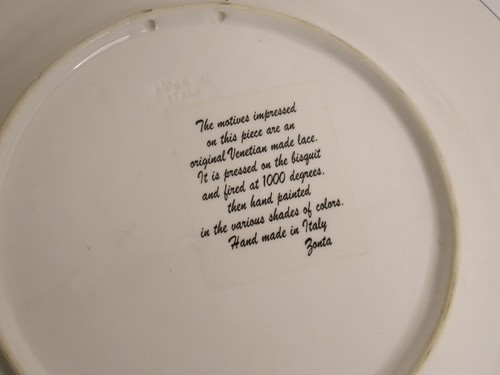 The motives impressed
on this piece are an
original Venetian made lace.
It is pressed on the bisquit
and fired at 1000 degrees.
then hand painted
in the various shades of colors.
Hand made in Italy
Zonta